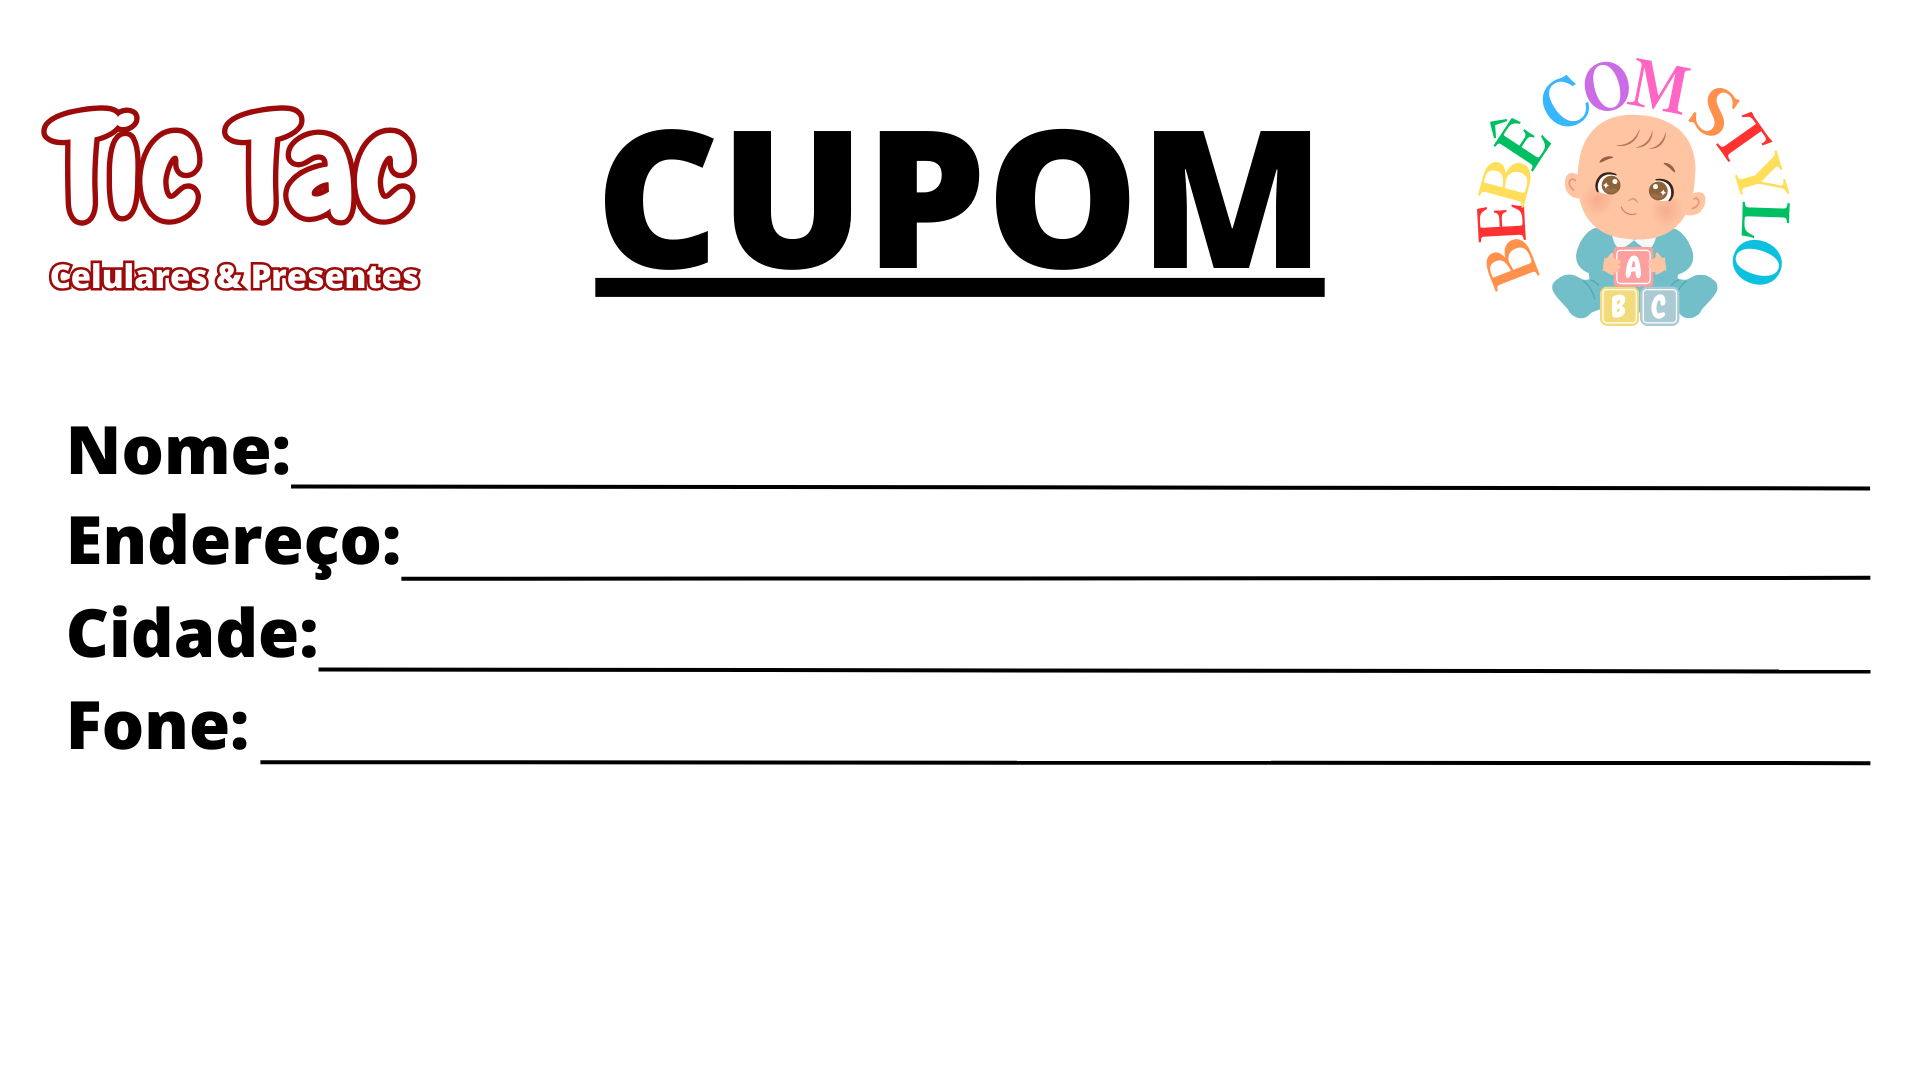 Tic Tac
Celulares & Presentes
CUPOM
BEBÊ COM STYLO
A
B C
Nome:
Endereço:
Cidade:
Fone: